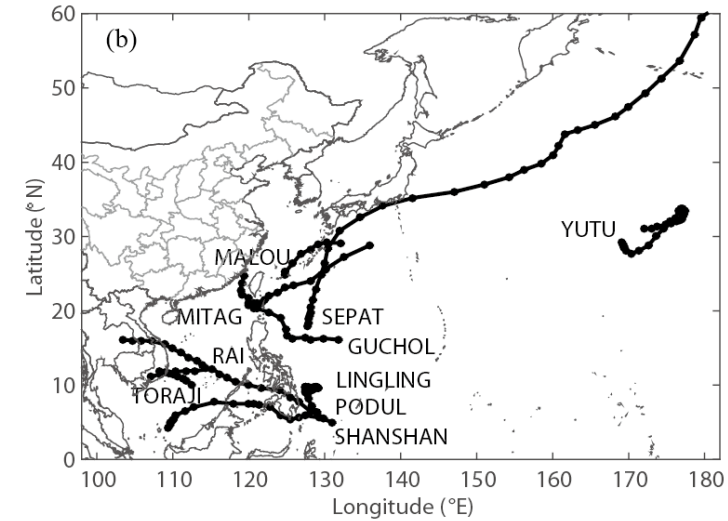 60
(b)
50
40
30
20
10
0
Latitude (°N)
YUTU
MALOU
MITAG
SEPAT
GUCHOL
RAI
LINGLING
TORAJI
PODUL
SHANSHAN
100 110 120 130 140 150 160 170 180
Longitude (°E)